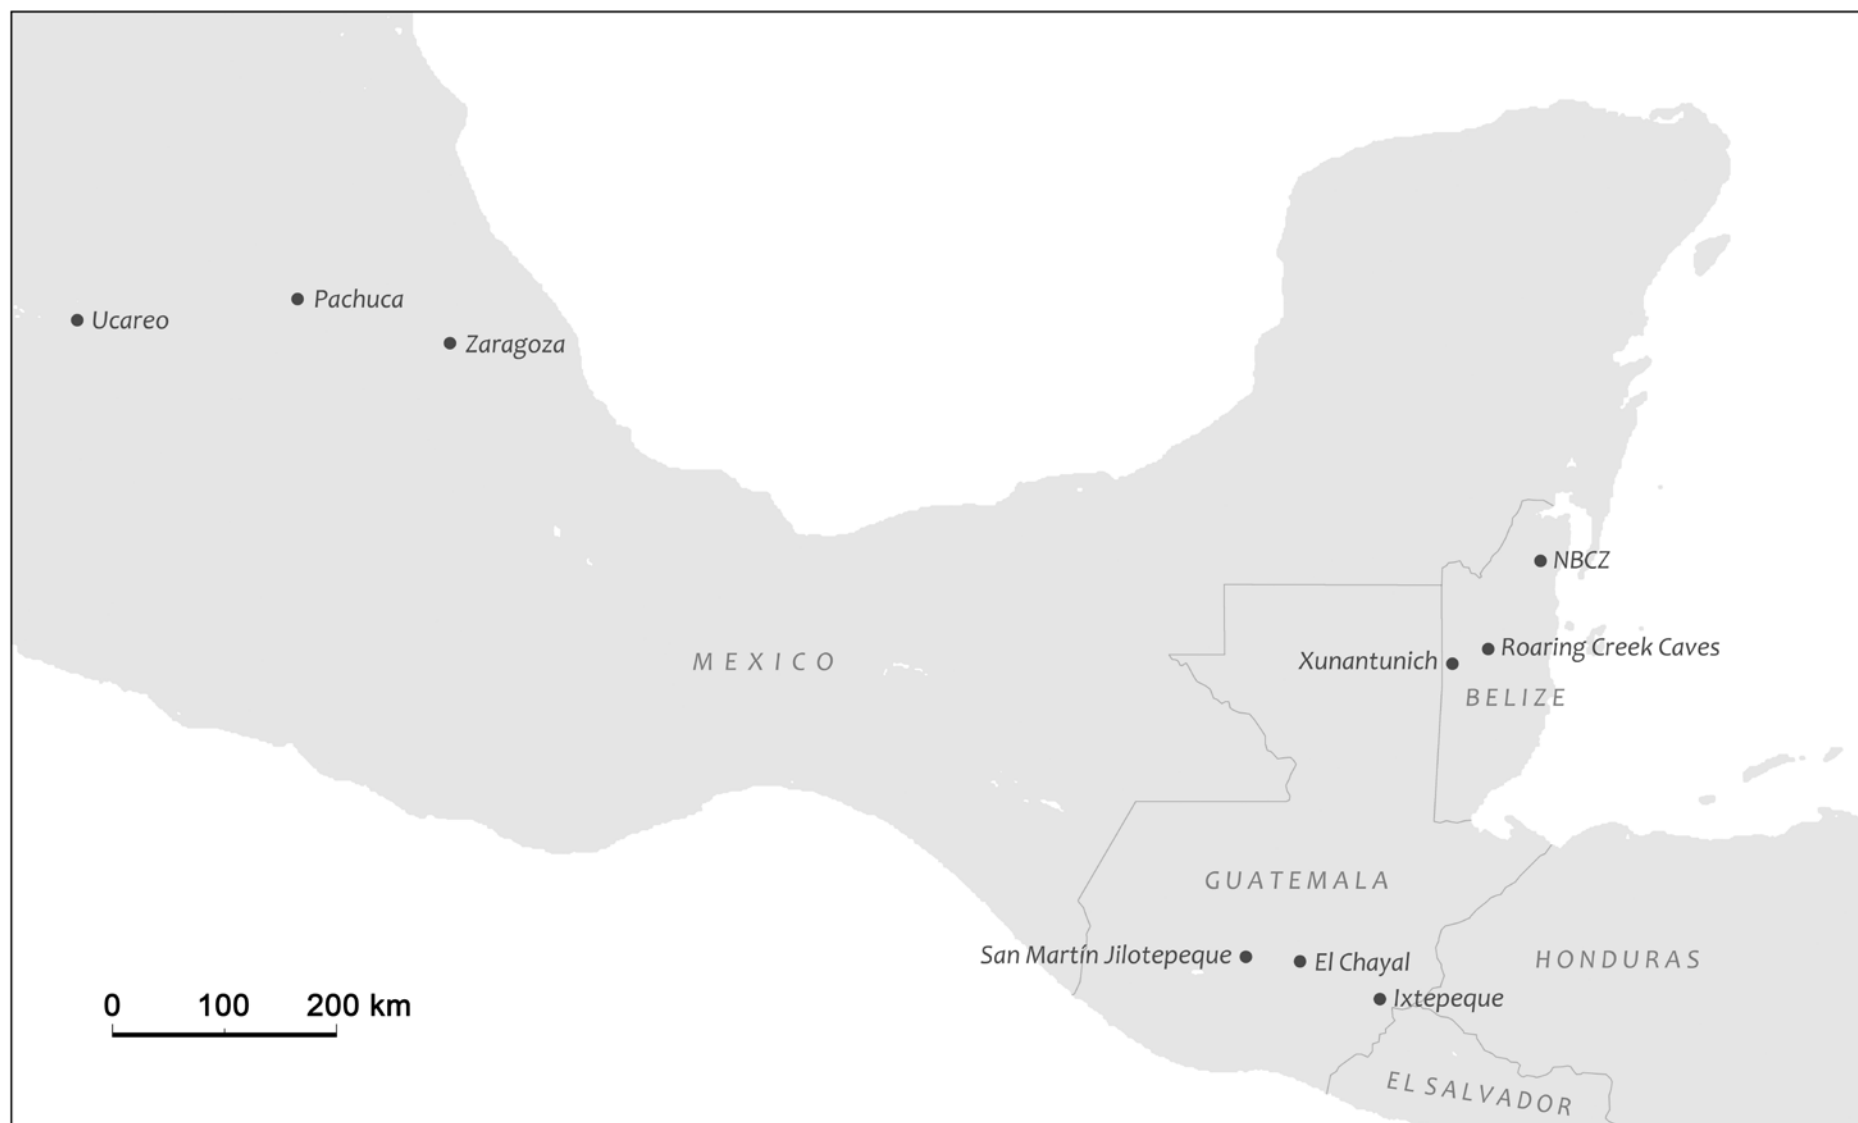 Pachuca
Ucareo
Zaragoza
NBCZ
Roaring Creek Caves
Xunantunich
MEXICO
BELIZE
GUATEMALA
San Martín Jilotepeque
El Chayal
HONDURAS
Ixtepeque
0 100 200 km
EL SALVADOR